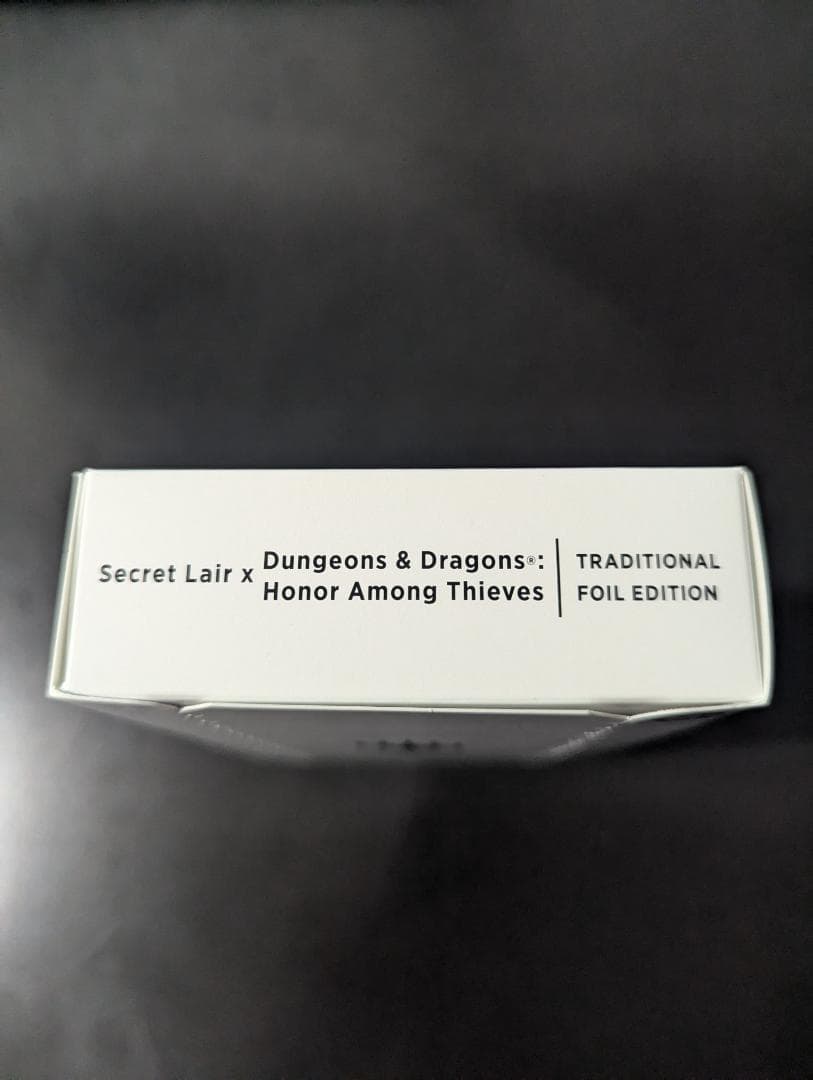 Secret Lair x Dungeons & Dragons®:
Honor Among Thieves
TRADITIONAL
FOIL EDITION